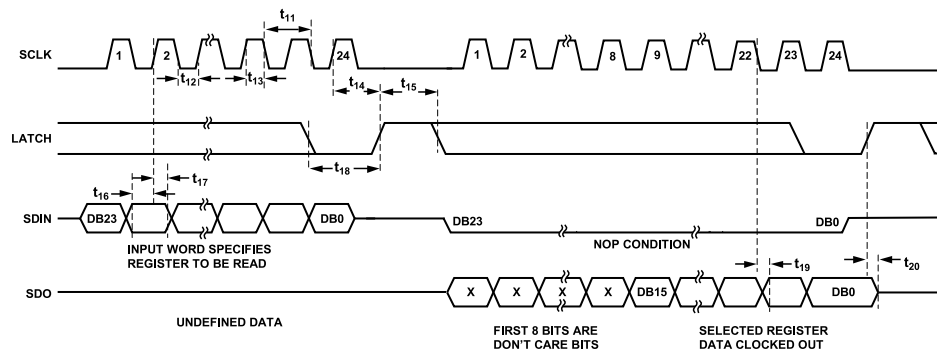 t11
SCLK
1
2
24
1
2
8
9
22
23
24
t12
t13
t14
t15
LATCH
t18
t16
t17
SDIN
DB23
DB0
DB23
DB0
NOP CONDITION
INPUT WORD SPECIFIES
REGISTER TO BE READ
t19
t20
SDO
X
X
X
X
DB15
DB0
UNDEFINED DATA
FIRST 8 BITS ARE
DON'T CARE BITS
SELECTED REGISTER
DATA CLOCKED OUT